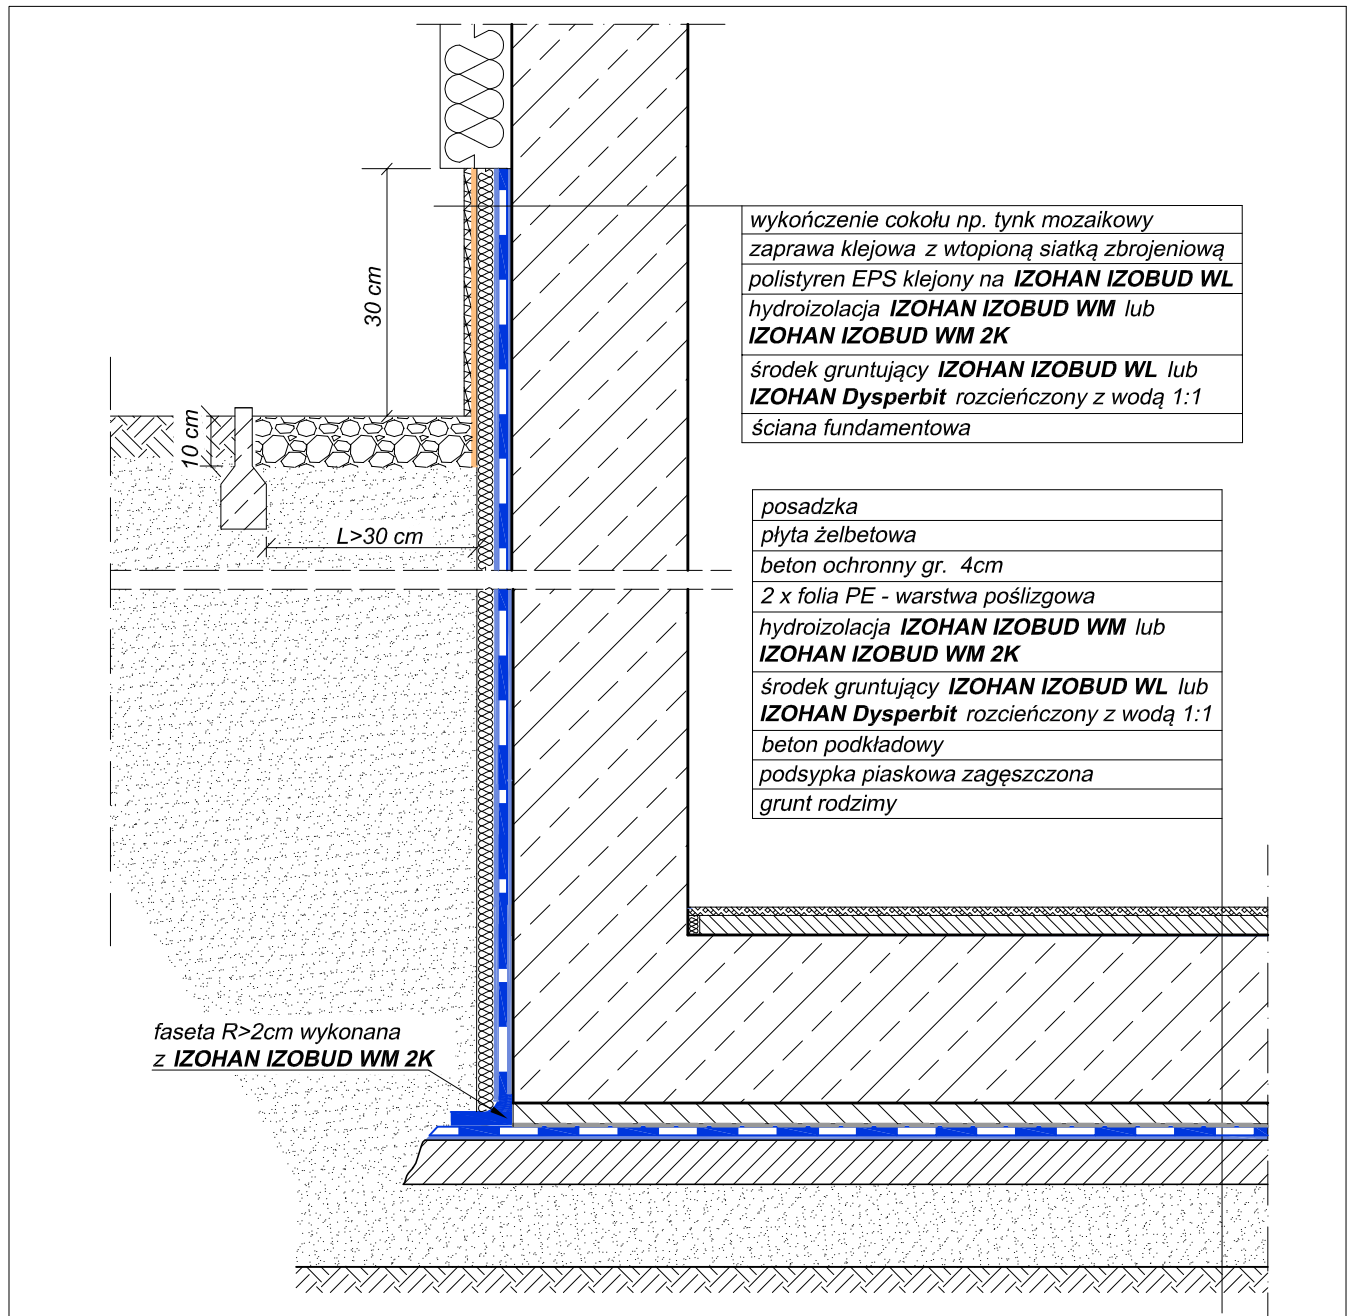 wykończenie cokołu np. tynk mozaikowy
zaprawa klejowa z wtopioną siatką zbrojeniową
polistyren EPS klejony na IZOHAN IZOBUD WL
hydroizolacja IZOHAN IZOBUD WM lub
IZOHAN IZOBUD WM 2K
środek gruntujący IZOHAN IZOBUD WL lub
IZOHAN Dysperbit rozcieńczony z wodą 1:1
ściana fundamentowa
30 cm
10 cm
L>30 cm
posadzka
płyta żelbetowa
beton ochronny gr. 4cm
2 x folia PE - warstwa poślizgowa
hydroizolacja IZOHAN IZOBUD WM lub
IZOHAN IZOBUD WM 2K
środek gruntujący IZOHAN IZOBUD WL lub
IZOHAN Dysperbit rozcieńczony z wodą 1:1
beton podkładowy
podsypka piaskowa zagęszczona
grunt rodzimy
faseta R>2cm wykonana
z IZOHAN IZOBUD WM 2K